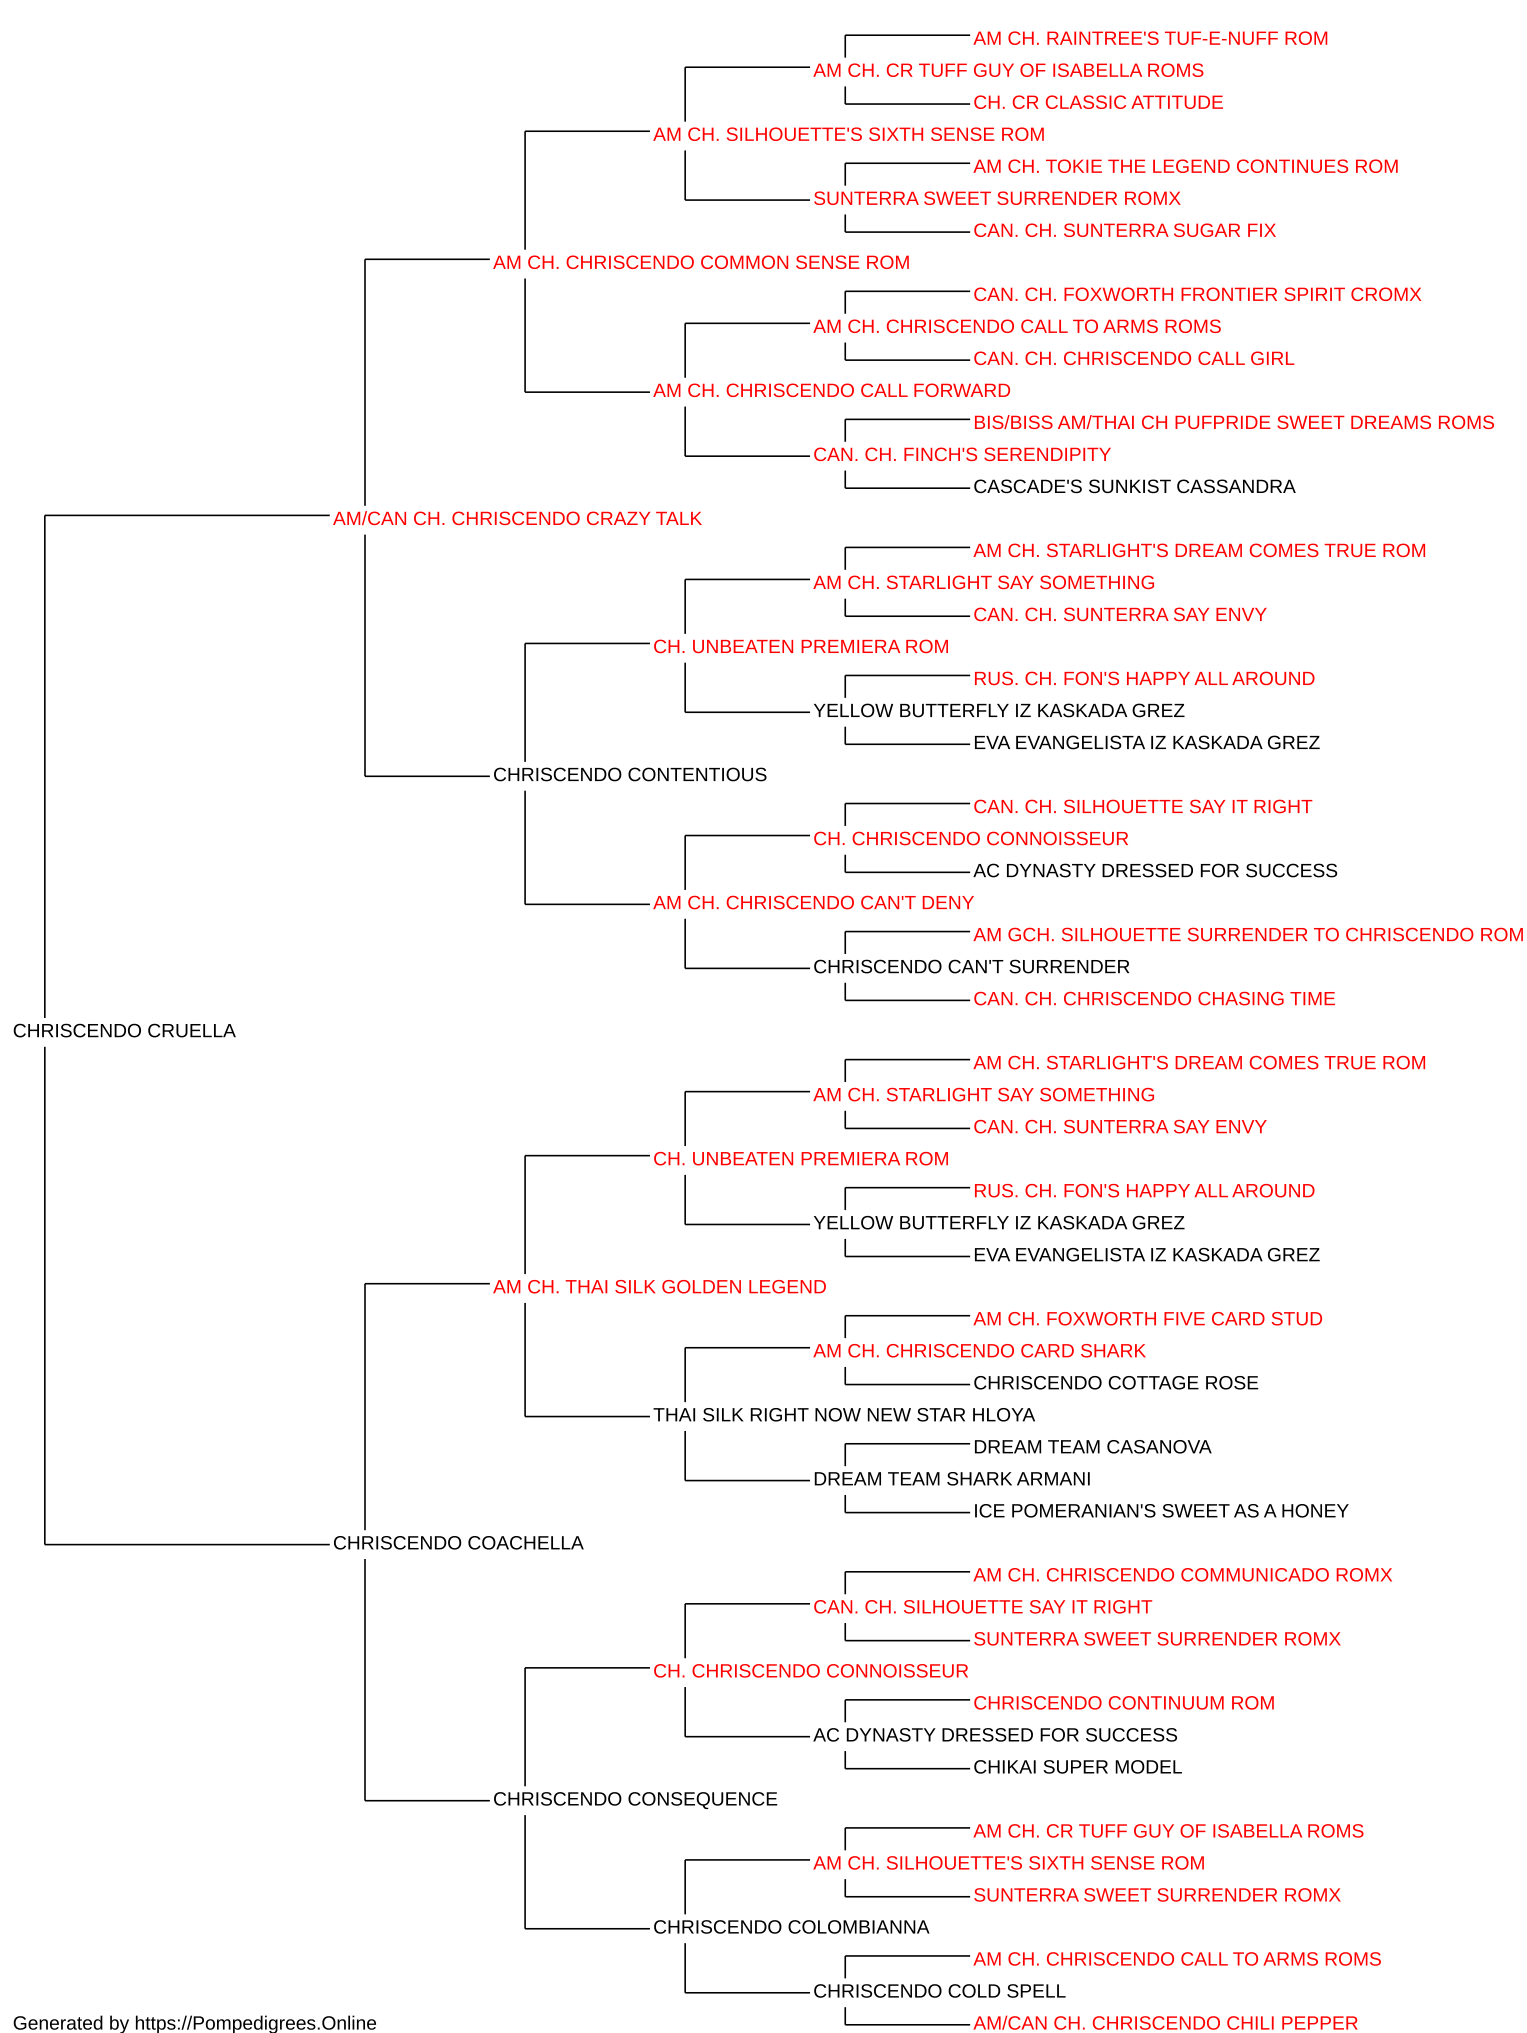 AM CH. RAINTREE'S TUF-E-NUFF ROM
AM CH. CR TUFF GUY OF ISABELLA ROMS
CH. CR CLASSIC ATTITUDE
AM CH. SILHOUETTE'S SIXTH SENSE ROM
AM CH. TOKIE THE LEGEND CONTINUES ROM
SUNTERRA SWEET SURRENDER ROMX
CAN. CH. SUNTERRA SUGAR FIX
AM CH. CHRISCENDO COMMON SENSE ROM
CAN. CH. FOXWORTH FRONTIER SPIRIT CROMX
AM CH. CHRISCENDO CALL TO ARMS ROMS
CAN. CH. CHRISCENDO CALL GIRL
AM CH. CHRISCENDO CALL FORWARD
BIS/BISS AM/THAI CH PUFPRIDE SWEET DREAMS ROMS
CAN. CH. FINCH'S SERENDIPITY
CASCADE'S SUNKIST CASSANDRA
AM/CAN CH. CHRISCENDO CRAZY TALK
AM CH. STARLIGHT'S DREAM COMES TRUE ROM
AM CH. STARLIGHT SAY SOMETHING
CAN. CH. SUNTERRA SAY ENVY
CH. UNBEATEN PREMIERA ROM
RUS. CH. FON'S HAPPY ALL AROUND
YELLOW BUTTERFLY IZ KASKADA GREZ
EVA EVANGELISTA IZ KASKADA GREZ
CHRISCENDO CONTENTIOUS
CAN. CH. SILHOUETTE SAY IT RIGHT
CH. CHRISCENDO CONNOISSEUR
AC DYNASTY DRESSED FOR SUCCESS
AM CH. CHRISCENDO CAN'T DENY
AM GCH. SILHOUETTE SURRENDER TO CHRISCENDO ROM
CHRISCENDO CAN'T SURRENDER
CAN. CH. CHRISCENDO CHASING TIME
CHRISCENDO CRUELLA
AM CH. STARLIGHT'S DREAM COMES TRUE ROM
AM CH. STARLIGHT SAY SOMETHING
CAN. CH. SUNTERRA SAY ENVY
CH. UNBEATEN PREMIERA ROM
RUS. CH. FON'S HAPPY ALL AROUND
YELLOW BUTTERFLY IZ KASKADA GREZ
EVA EVANGELISTA IZ KASKADA GREZ
AM CH. THAI SILK GOLDEN LEGEND
AM CH. FOXWORTH FIVE CARD STUD
AM CH. CHRISCENDO CARD SHARK
CHRISCENDO COTTAGE ROSE
THAI SILK RIGHT NOW NEW STAR HLOYA
DREAM TEAM CASANOVA
DREAM TEAM SHARK ARMANI
ICE POMERANIAN'S SWEET AS A HONEY
CHRISCENDO COACHELLA
AM CH. CHRISCENDO COMMUNICADO ROMX
CAN. CH. SILHOUETTE SAY IT RIGHT
SUNTERRA SWEET SURRENDER ROMX
CH. CHRISCENDO CONNOISSEUR
CHRISCENDO CONTINUUM ROM
AC DYNASTY DRESSED FOR SUCCESS
CHIKAI SUPER MODEL
CHRISCENDO CONSEQUENCE
AM CH. CR TUFF GUY OF ISABELLA ROMS
AM CH. SILHOUETTE'S SIXTH SENSE ROM
SUNTERRA SWEET SURRENDER ROMX
CHRISCENDO COLOMBIANNA
AM CH. CHRISCENDO CALL TO ARMS ROMS
CHRISCENDO COLD SPELL
AM/CAN CH. CHRISCENDO CHILI PEPPER
Generated by https://Pompedigrees.Online